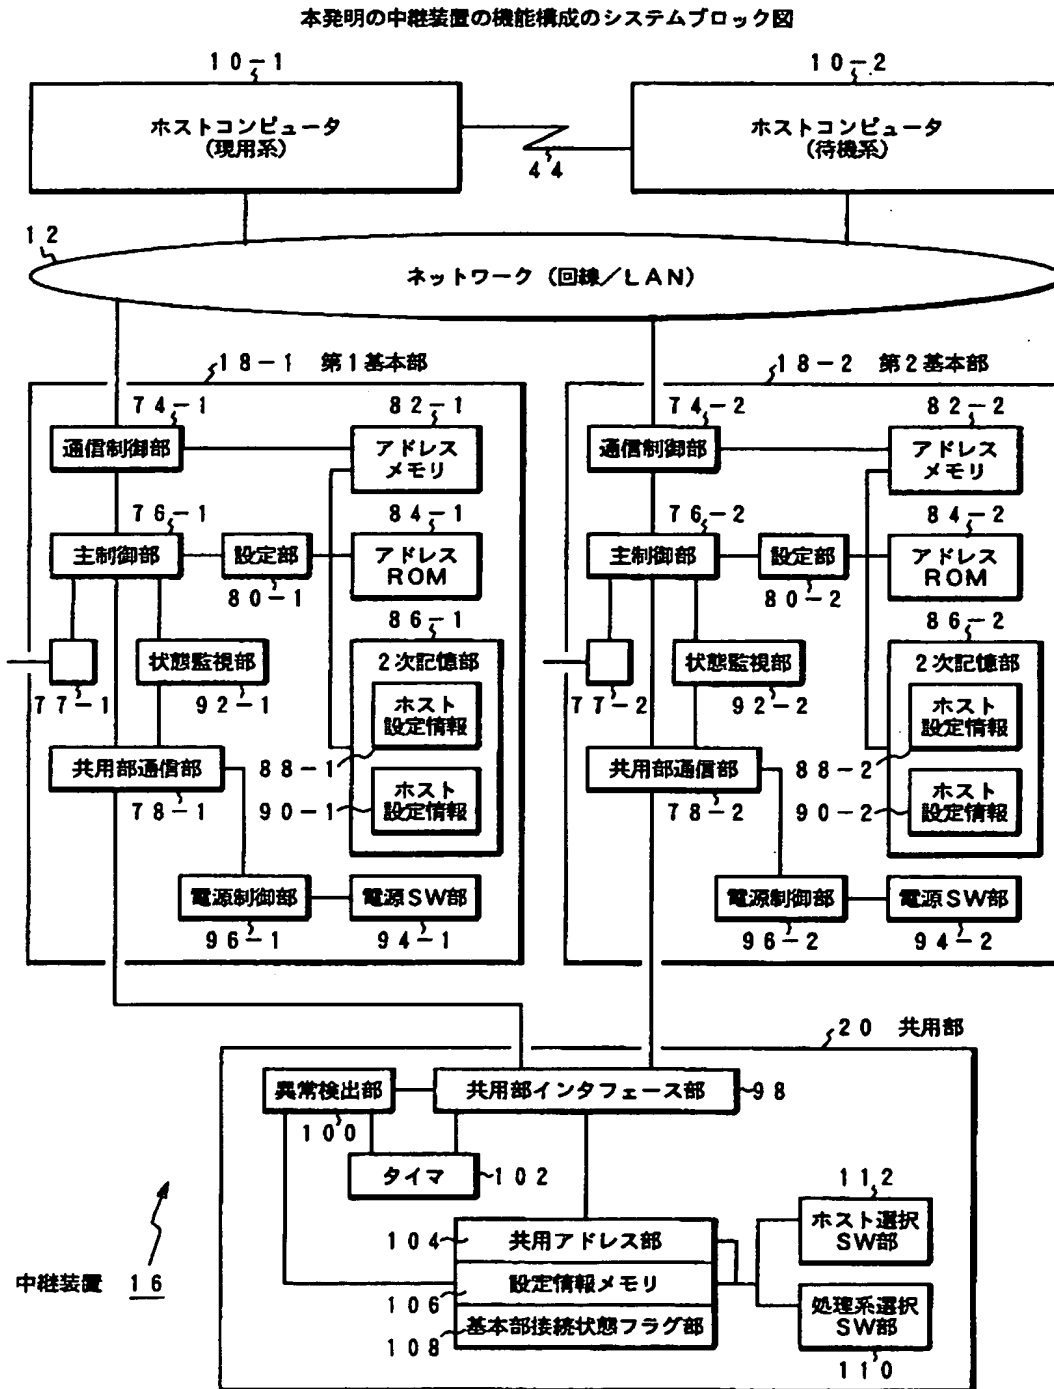 本発明の中継装置の機能構成のシステムブロック図
10-1
10-2
ホストコンピュータ
(現用系)
ホストコンピュータ
(待機系)
44
12
ネットワーク(回線/LAN)
18-1 第1基本部
74-1
82-1
通信制御部
アドレス
メモリ
76-1
84-1
主制御部
設定部
アドレス
ROM
80-1
86-1
状態監視部
2次記憶部
77-1
92-1
ホスト
設定情報
共用部通信部
88-1
78-1
90-1
ホスト
設定情報
電源制御部
電源SW部
96-1
94-1
18-2 第2基本部
74-2
82-2
通信制御部
アドレス
メモリ
76-2
84-2
主制御部
設定部
アドレス
ROM
80-2
86-2
状態監視部
2次記憶部
77-2
92-2
ホスト
設定情報
共用部通信部
88-2
78-2
90-2
ホスト
設定情報
電源制御部
電源SW部
96-2
94-2
20 共用部
異常検出部
共用部インタフェース部
98
100
タイマ
102
112
ホスト選択
SW部
104
共用アドレス部
設定情報メモリ
106
基本部接続状態フラグ部
108
処理系選択
SW部
110
中継装置 16